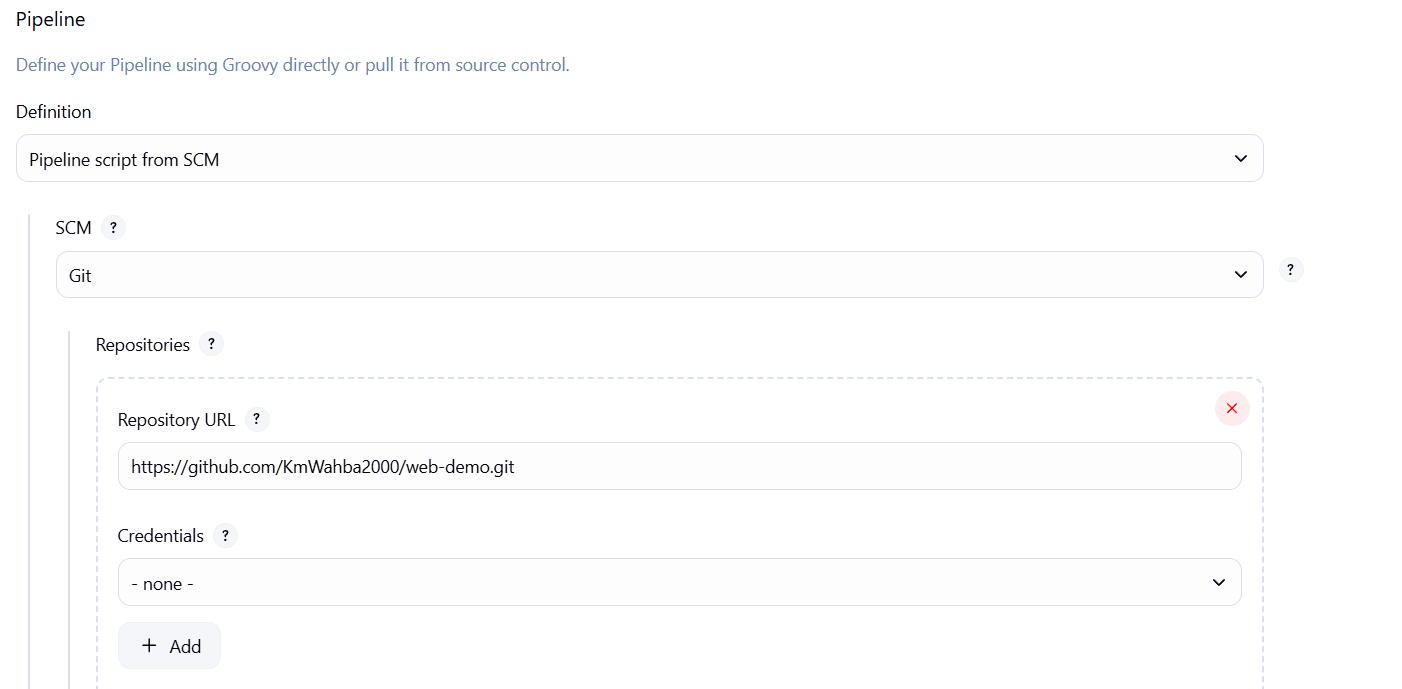 Pipeline
Define your Pipeline using Groovy directly or pull it from source control.
Definition
Pipeline script from SCM
SCM ?
Git
?
Repositories ?
Repository URL ?
https://github.com/KmWahba2000/web-demo.git
Credentials ?
- none -
+ Add